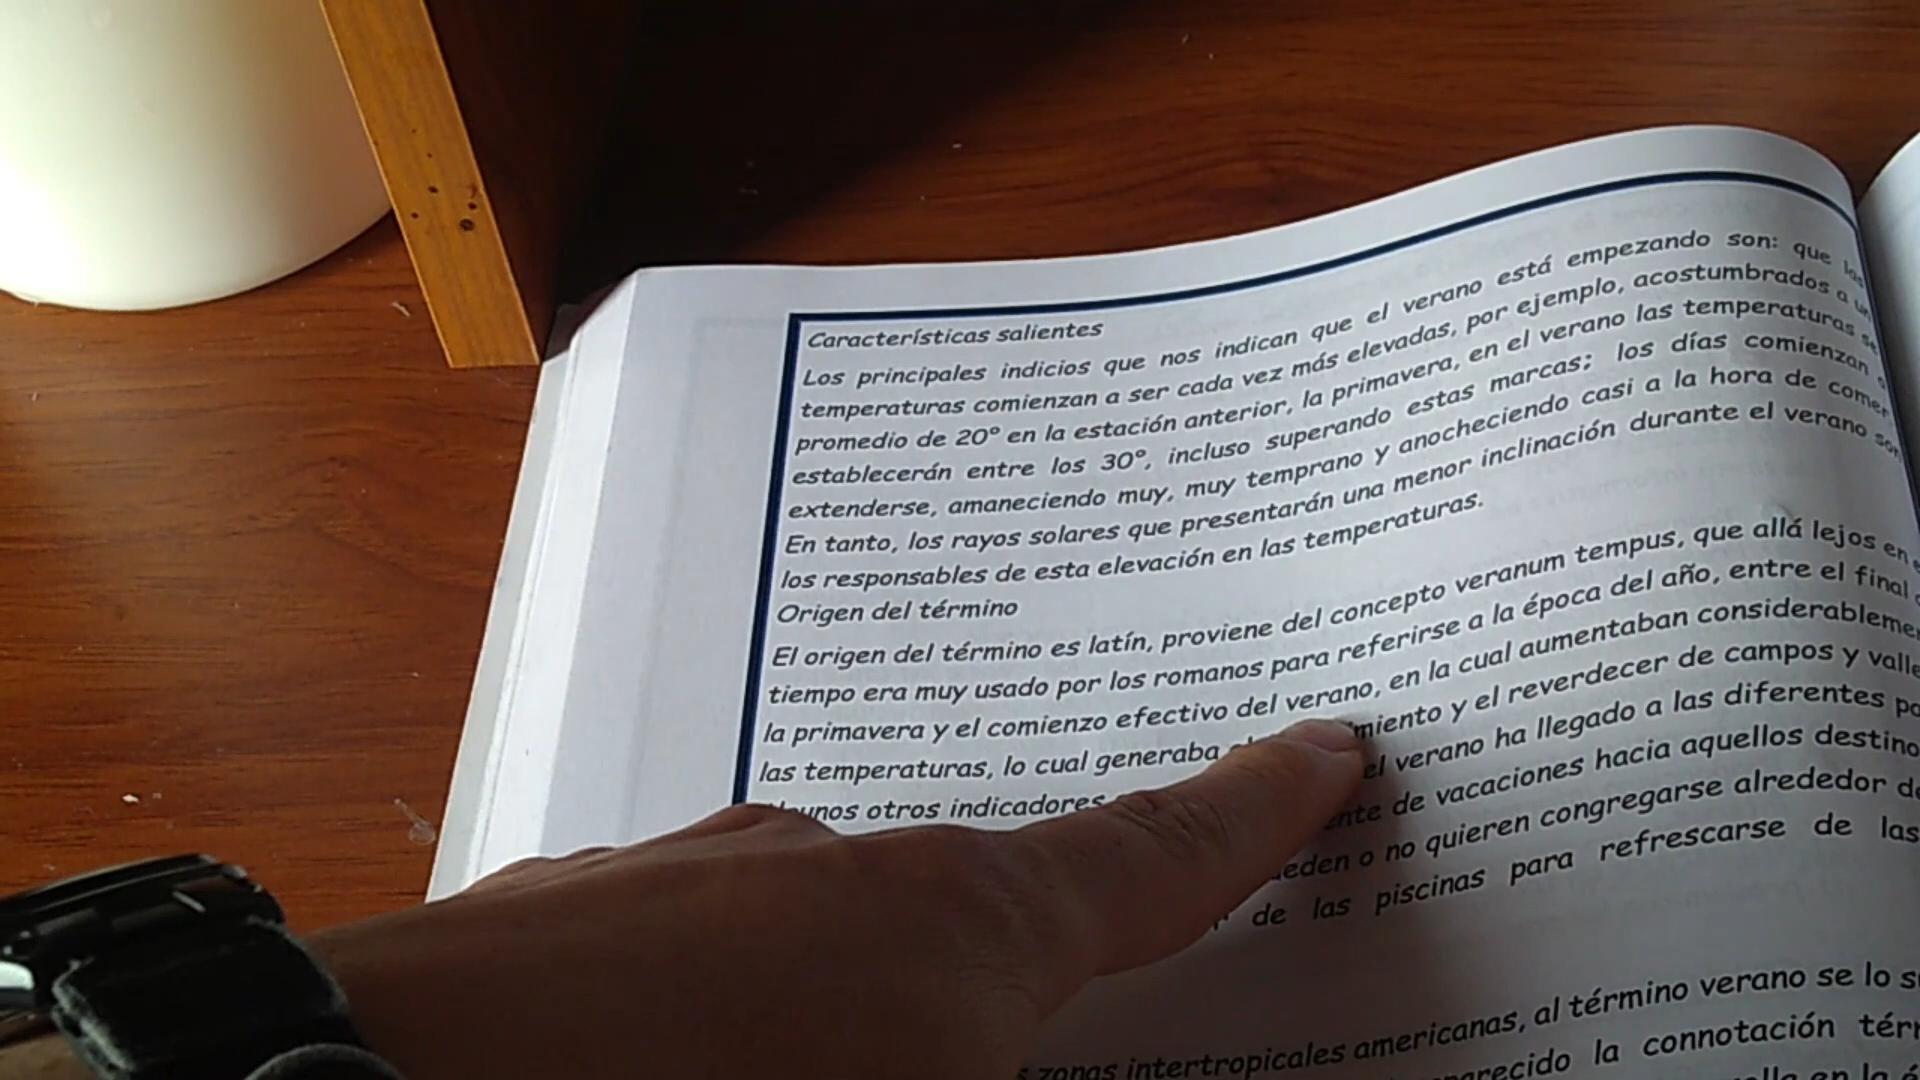 Características salientes
Los principales indicios que nos indican que el verano está empezando son: que las
temperaturas comienzan a ser cada vez más elevadas, por ejemplo, acostumbrados a un
promedio de 20° en la estación anterior, la primavera, en el verano las temperaturas se
establecerán entre los 30°, incluso superando estas marcas; los días comienzan a
extenderse, amaneciendo muy, muy temprano y anocheciendo casi a la hora de comer
En tanto, los rayos solares que presentarán una menor inclinación durante el verano son
los responsables de esta elevación en las temperaturas.
Origen del término
El origen del término es latín, proviene del concepto veranum tempus, que allá lejos en
tiempo era muy usado por los romanos para referirse a la época del año, entre el final
la primavera y el comienzo efectivo del verano, en la cual aumentaban
las temperaturas, lo cual generaba y el reverdecer de campos y
otros indicadores el verano ha llegado a las diferentes
de vacaciones hacia aquellos
o no quieren congregarse alrededor
de las piscinas para refrescarse de las
zonas intertropicales americanas, al término verano se lo
la connotación